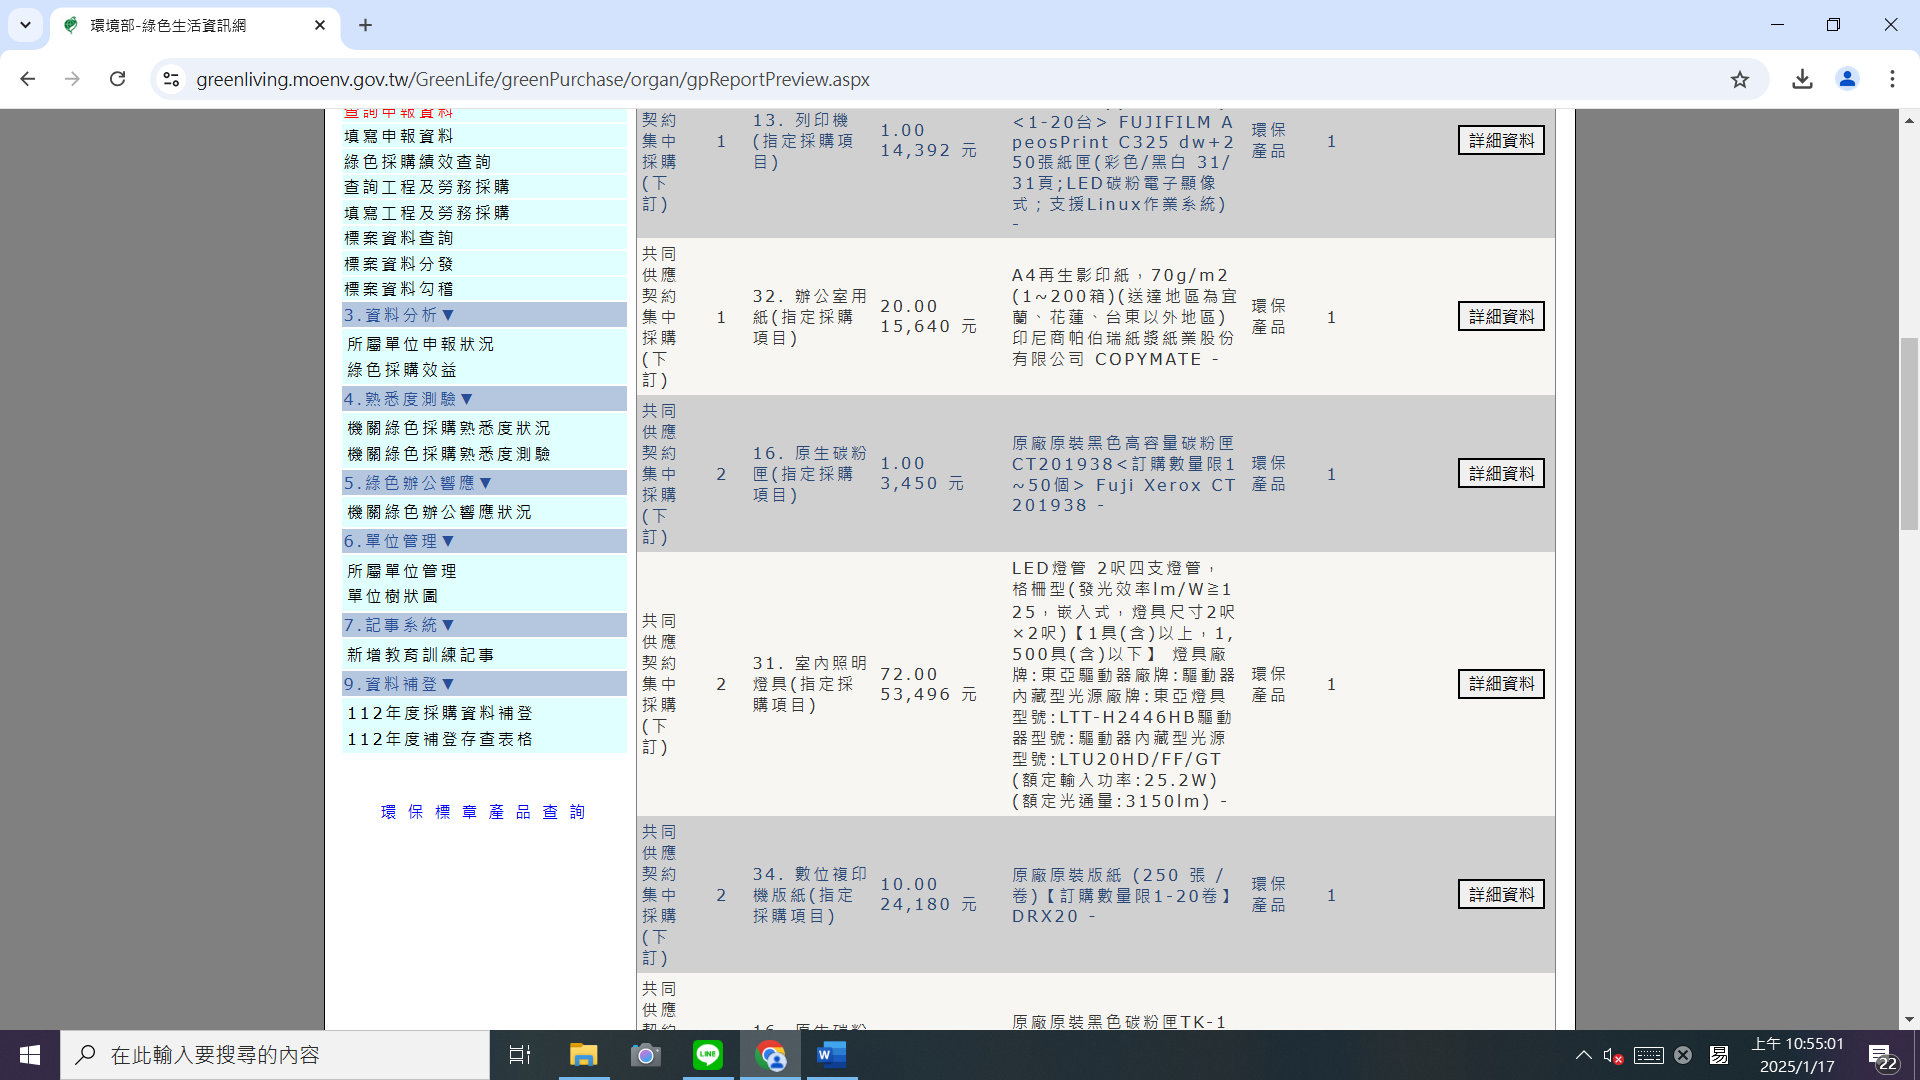 環境部-綠色生活資訊網
greenliving.moenv.gov.tw/GreenLife/greenPurchase/organ/gpReportPreview.aspx
查詢申報資料
填寫申報資料
綠色採購績效查詢
查詢工程及勞務採購
填寫工程及勞務採購
標案資料查詢
標案資料分發
標案資料勾稽
3.資料分析▼
所屬單位申報狀況
綠色採購效益
4.熟悉度測驗▼
機關綠色採購熟悉度狀況
機關綠色採購熟悉度測驗
5.綠色辦公響應▼
機關綠色辦公響應狀況
6.單位管理▼
所屬單位管理
單位樹狀圖
7.記事系統▼
新增教育訓練記事
9.資料補登▼
112年度採購資料補登
112年度補登存查表格
環保標章產品查詢
契約
集中
採購
(下
訂)
1
13. 列印機
(指定採購項
目)
1.00
14,392 元
<1-20台> FUJIFILM A
peosPrint C325 dw+2
50張紙匣(彩色/黑白 31/
31頁;LED碳粉電子顯像
式；支援Linux作業系統)
-
環保
產品
1
詳細資料
共同
供應
契約
集中
採購
(下
訂)
1
32. 辦公室用
紙(指定採購
項目)
20.00
15,640 元
A4再生影印紙，70g/m2
(1~200箱)(送達地區為宜
蘭、花蓮、台東以外地區)
印尼商帕伯瑞紙漿紙業股份
有限公司 COPYMATE -
環保
產品
1
詳細資料
共同
供應
契約
集中
採購
(下
訂)
2
16. 原生碳粉
匣(指定採購
項目)
1.00
3,450 元
原廠原裝黑色高容量碳粉匣
CT201938<訂購數量限1
~50個> Fuji Xerox CT
201938 -
環保
產品
1
詳細資料
共同
供應
契約
集中
採購
(下
訂)
2
31. 室內照明
燈具(指定採
購項目)
72.00
53,496 元
LED燈管 2呎四支燈管，
格柵型(發光效率lm/W≧1
25，嵌入式，燈具尺寸2呎
×2呎)【1具(含)以上，1,
500具(含)以下】 燈具廠
牌:東亞驅動器廠牌:驅動器
內藏型光源廠牌:東亞燈具
型號:LTT-H2446HB驅動
器型號:驅動器內藏型光源
型號:LTU20HD/FF/GT
(額定輸入功率:25.2W)
(額定光通量:3150lm) -
環保
產品
1
詳細資料
共同
供應
契約
集中
採購
(下
訂)
2
34. 數位複印
機版紙(指定
採購項目)
10.00
24,180 元
原廠原裝版紙 (250 張 /
卷)【訂購數量限1-20卷】
DRX20 -
環保
產品
1
詳細資料
共同
供應
契約
16. 原生碳粉
原廠原裝黑色碳粉匣TK-1
在此輸入要搜尋的內容
LINE
W
易
上午 10:55:01
2025/1/17
22